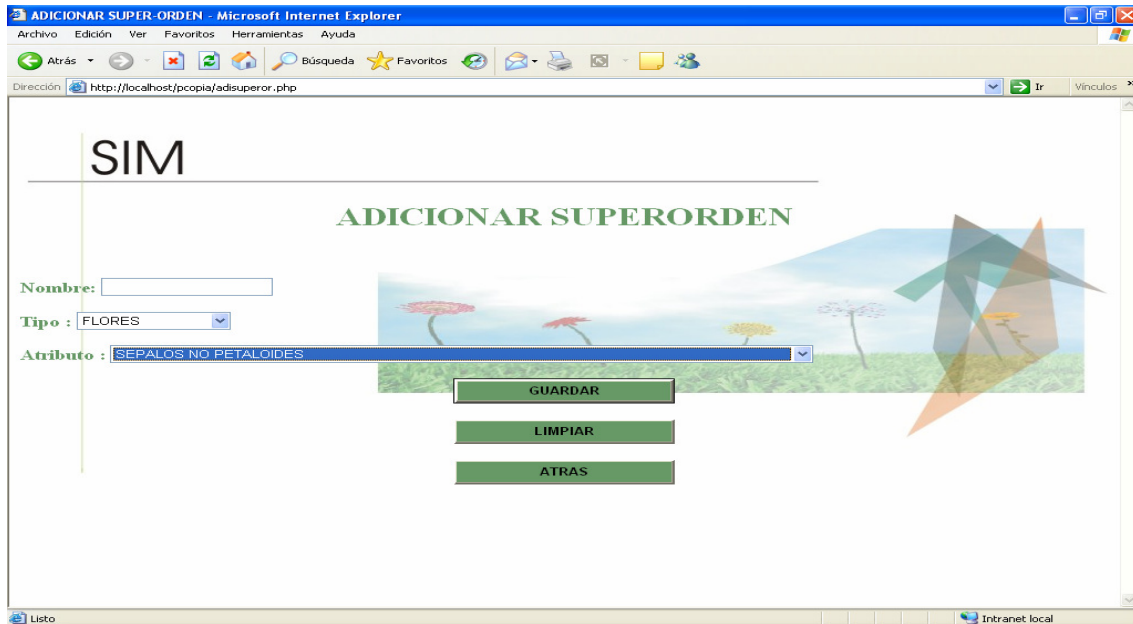 ADICIONAR SUPER-ORDEN - Microsoft Internet Explorer
Archivo Edición Ver Favoritos Herramientas Ayuda
Atrás Búsqueda Favoritos
Dirección http://localhost/pcopia/adisuperor.php Ir Vínculos »
SIM
ADICIONAR SUPERORDEN
Nombre:
Tipo : FLORES
Atributo : SEPALOS NO PETALOIDES
GUARDAR
LIMPIAR
ATRAS
Listo Intranet local